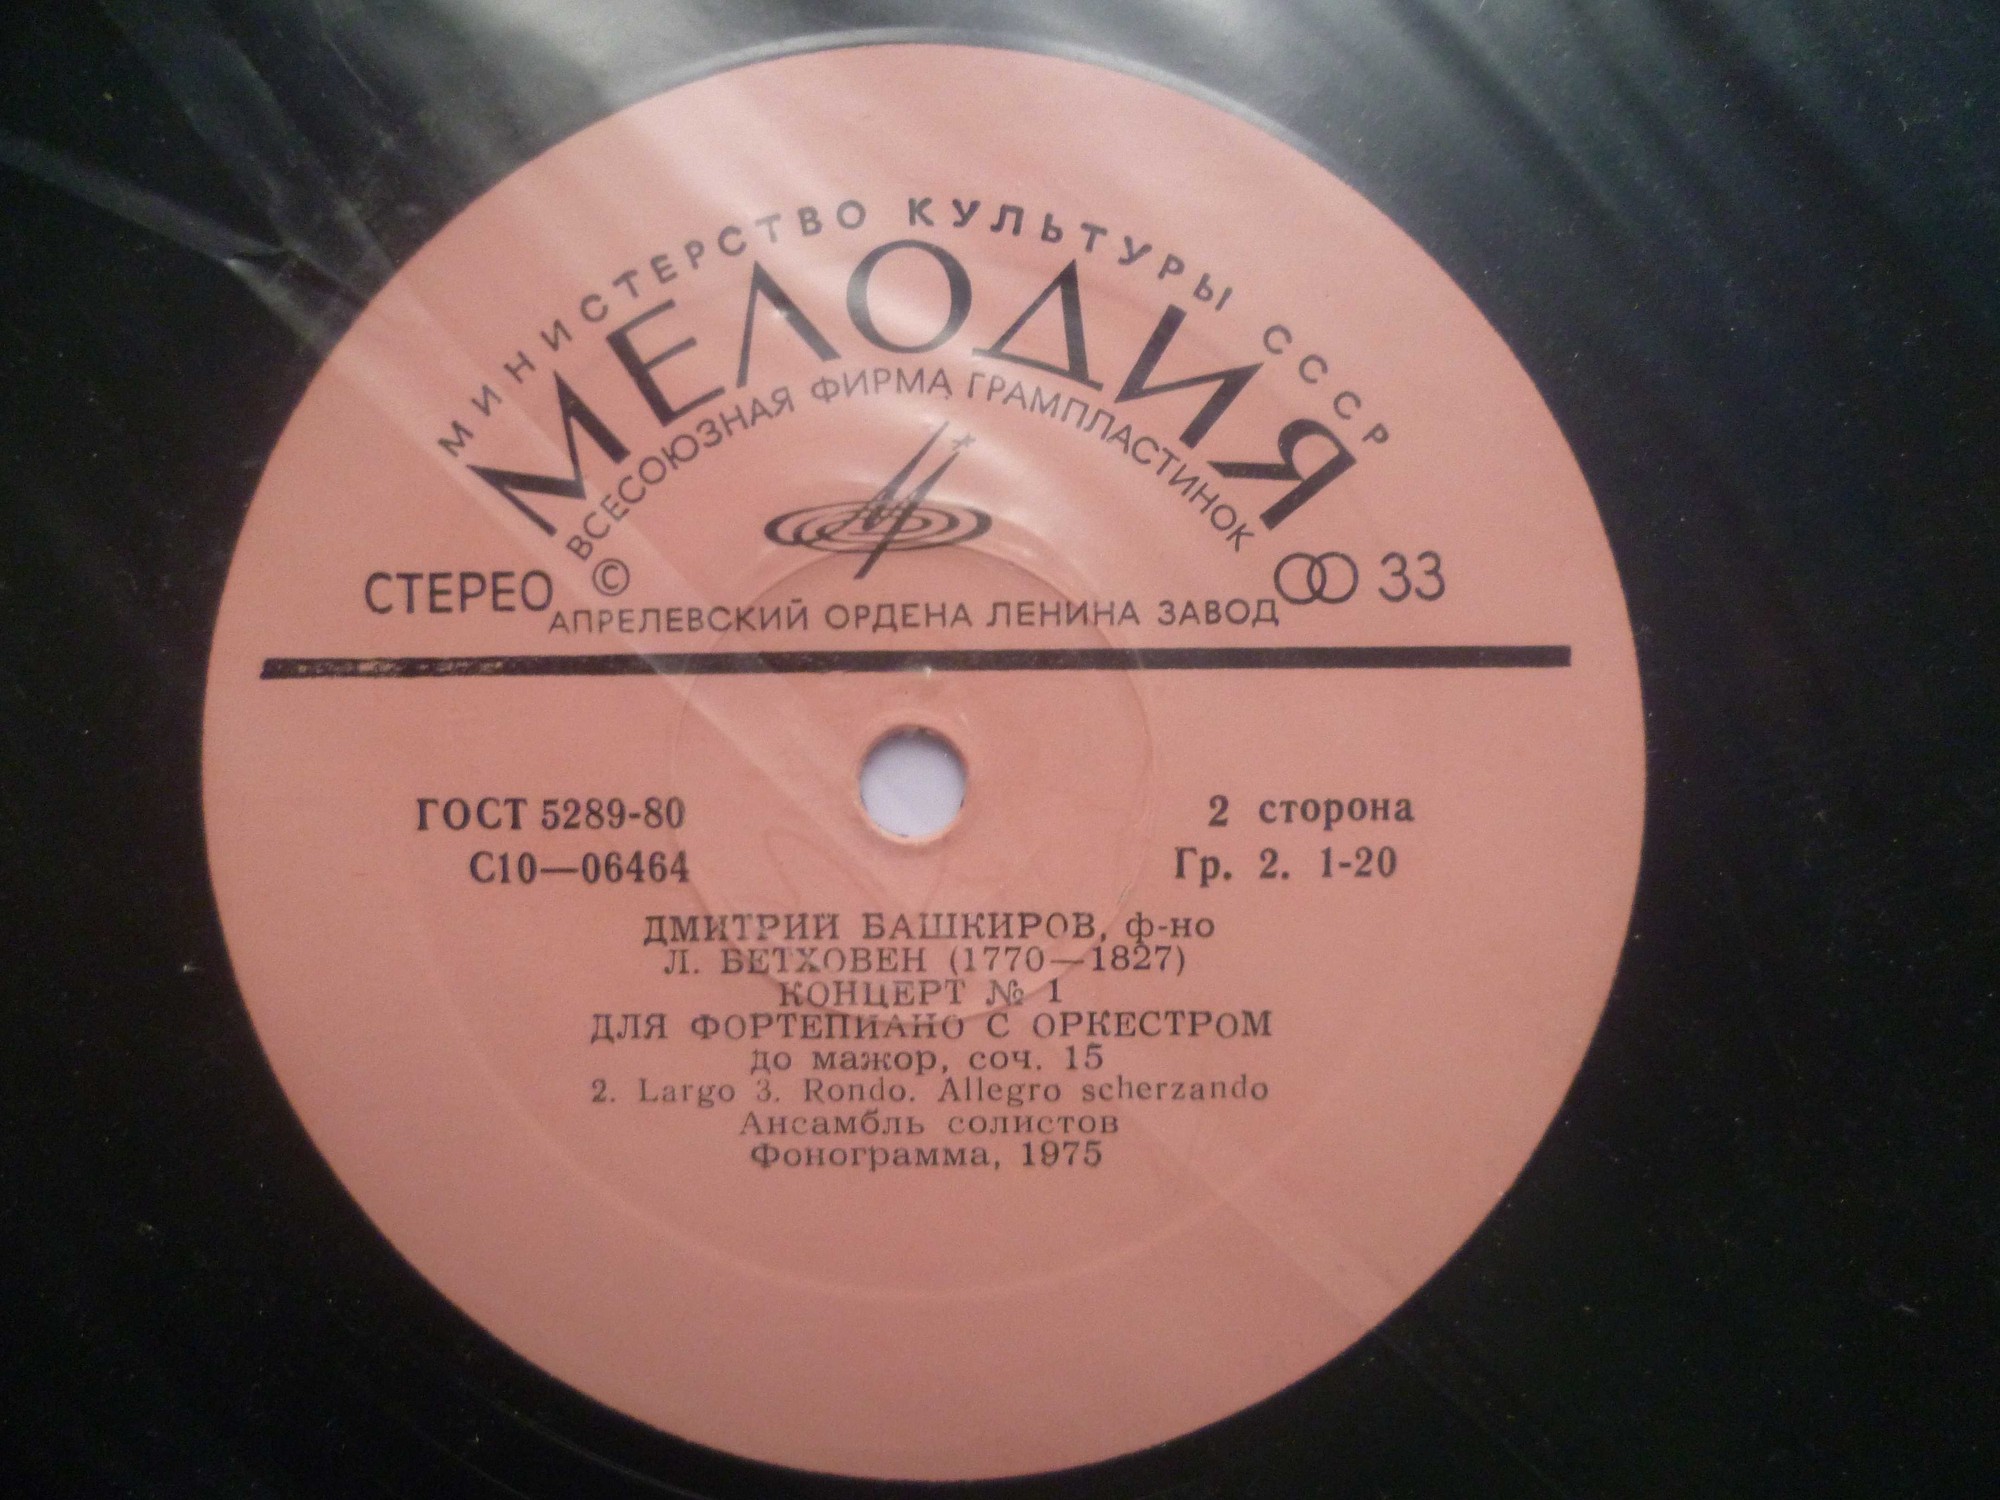 МИНИСТЕРСТВО КУЛЬТУРЫ СССР
МЕЛОДИЯ
ВСЕСОЮЗНАЯ ФИРМА ГРАМПЛАСТИНОК
СТЕРЕО © 33
АПРЕЛЕВСКИЙ ОРДЕНА ЛЕНИНА ЗАВОД
ГОСТ 5289-80 2 сторона
С10—06464 Гр. 2. 1-20
ДМИТРИЙ БАШКИРОВ, ф-но
Л. БЕТХОВЕН (1770—1827)
КОНЦЕРТ № 1
ДЛЯ ФОРТЕПИАНО С ОРКЕСТРОМ
до мажор, соч. 15
2. Largo 3. Rondo. Allegro scherzando
Ансамбль солистов
Фонограмма, 1975